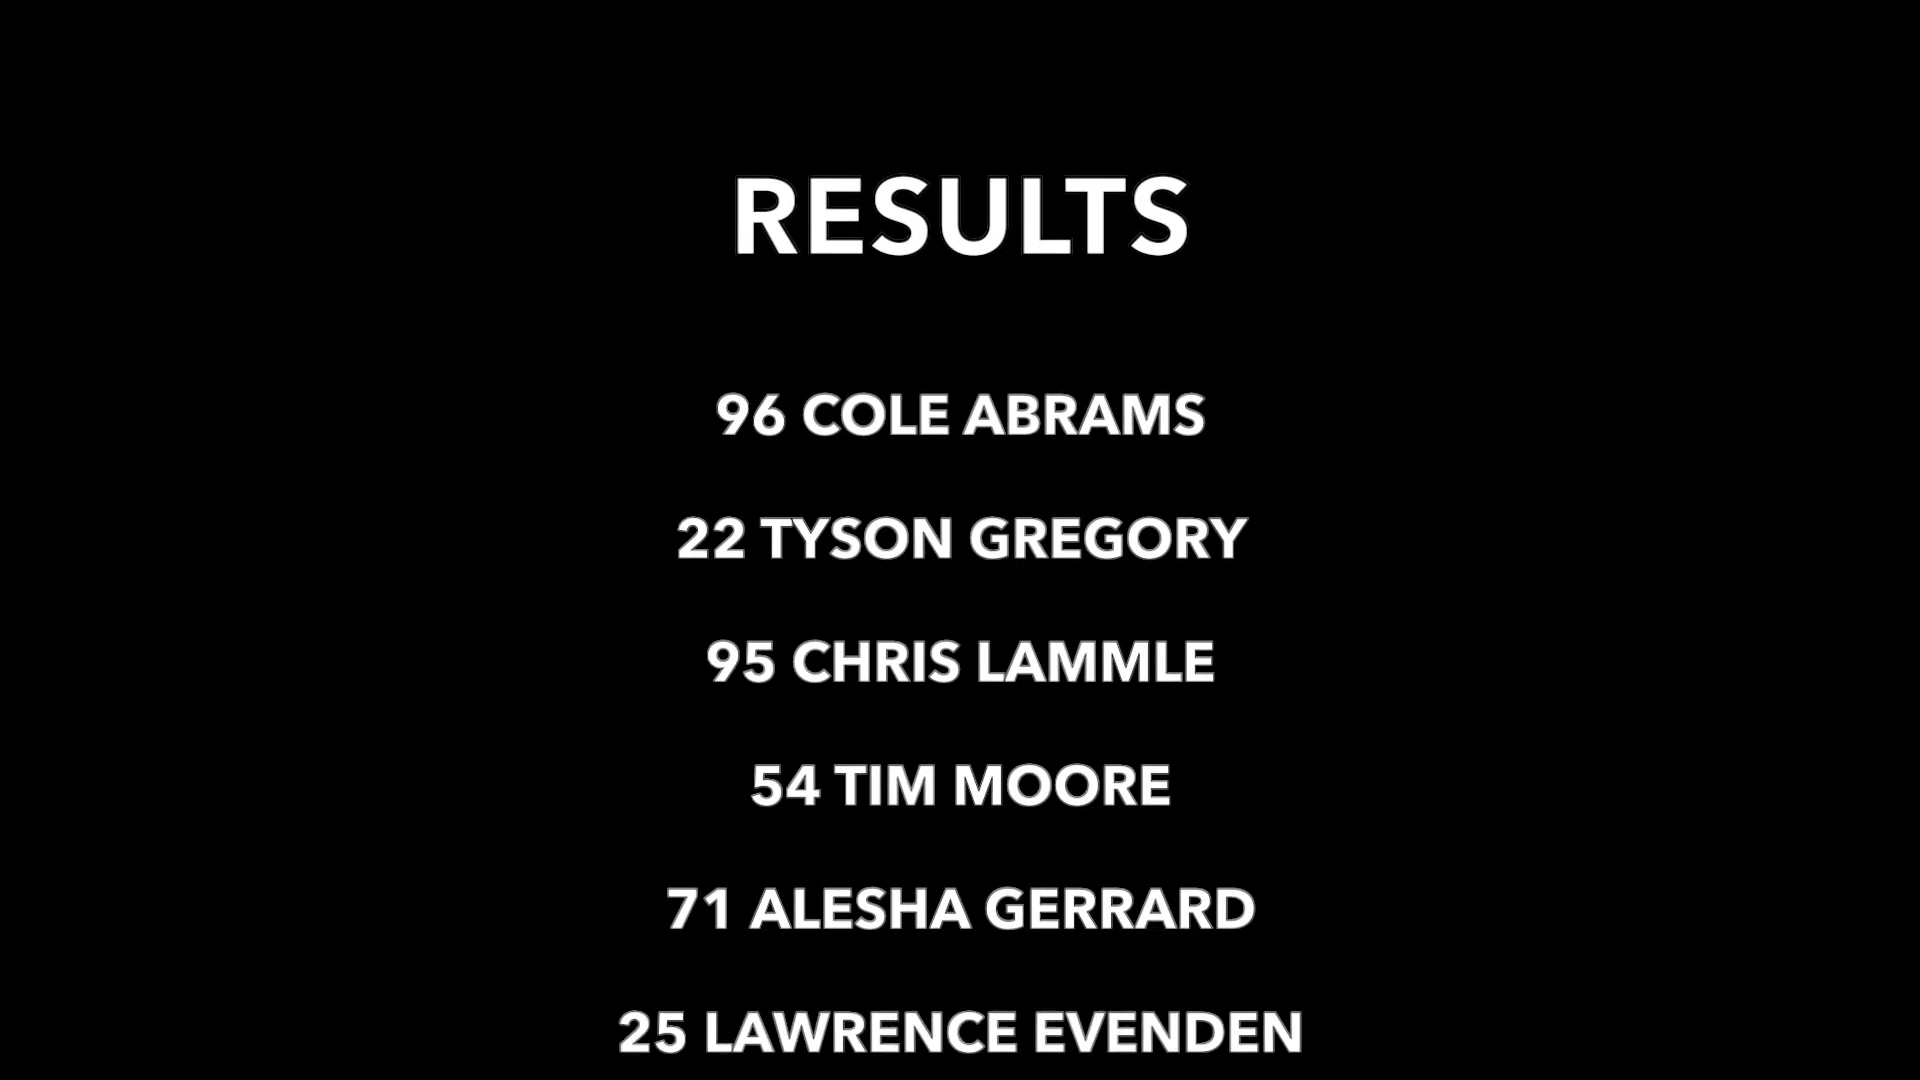 RESULTS
96 COLE ABRAMS
22 TYSON GREGORY
95 CHRIS LAMMLE
54 TIM MOORE
71 ALESHA GERRARD
25 LAWRENCE EVENDEN